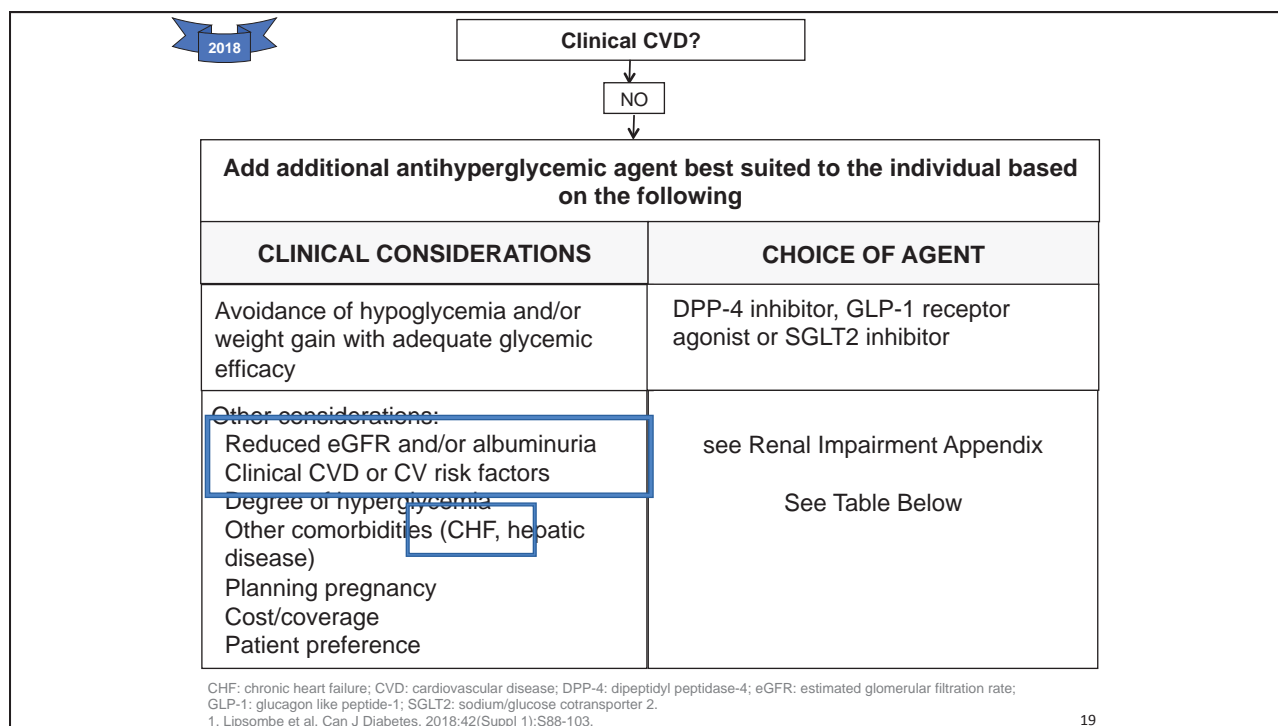 2018
Clinical CVD?
NO
Add additional antihyperglycemic agent best suited to the individual based
on the following
CLINICAL CONSIDERATIONS
CHOICE OF AGENT
Avoidance of hypoglycemia and/or
weight gain with adequate glycemic
efficacy
DPP-4 inhibitor, GLP-1 receptor
agonist or SGLT2 inhibitor
Other considerations:
Reduced eGFR and/or albuminuria
Clinical CVD or CV risk factors
Degree of hyperglycemia
Other comorbidities (CHF, hepatic
disease)
Planning pregnancy
Cost/coverage
Patient preference
see Renal Impairment Appendix
See Table Below
CHF: chronic heart failure; CVD: cardiovascular disease; DPP-4: dipeptidyl peptidase-4; eGFR: estimated glomerular filtration rate;
GLP-1: glucagon like peptide-1; SGLT2: sodium/glucose cotransporter 2.
1. Lipsombe et al. Can J Diabetes. 2018;42(Suppl 1):S88-103.
19